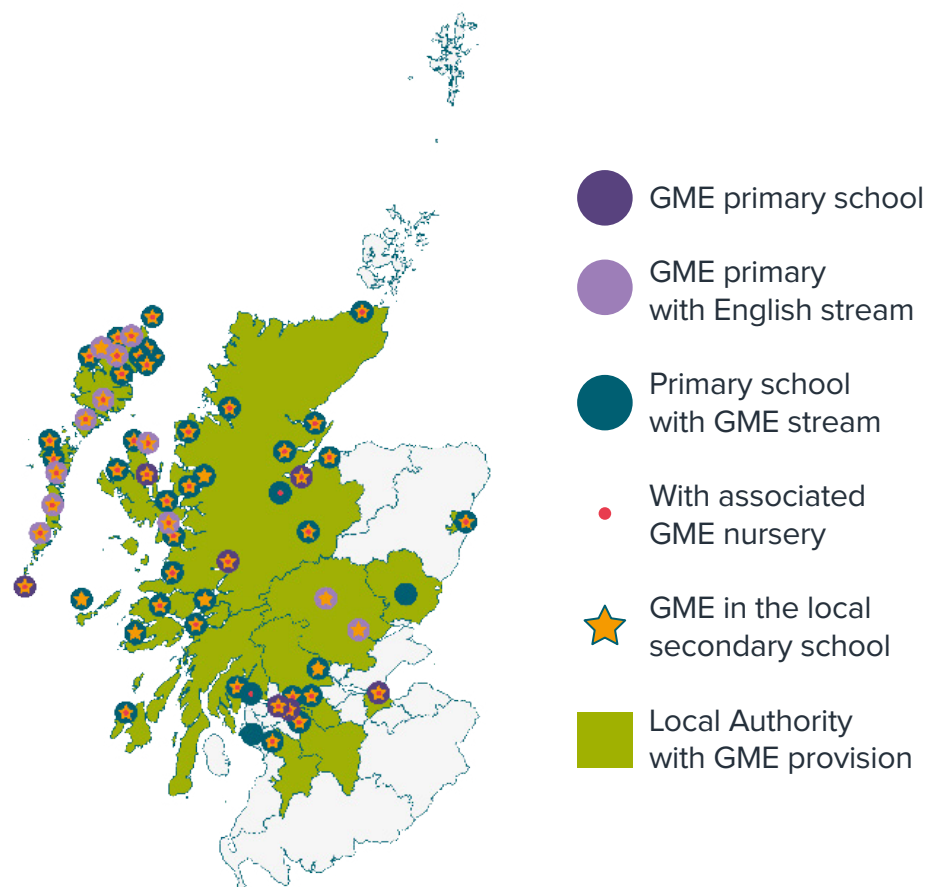 GME primary school
GME primary
with English stream
Primary school
with GME stream
With associated
GME nursery
GME in the local
secondary school
Local Authority
with GME provision